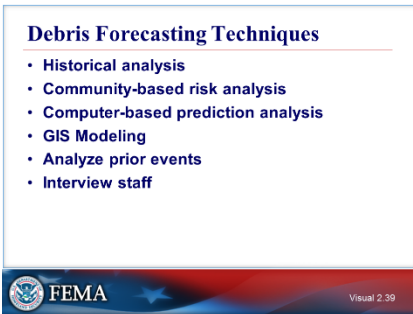 Debris Forecasting Techniques
• Historical analysis
• Community-based risk analysis
• Computer-based prediction analysis
• GIS Modeling
• Analyze prior events
• Interview staff
FEMA
Visual 2.39